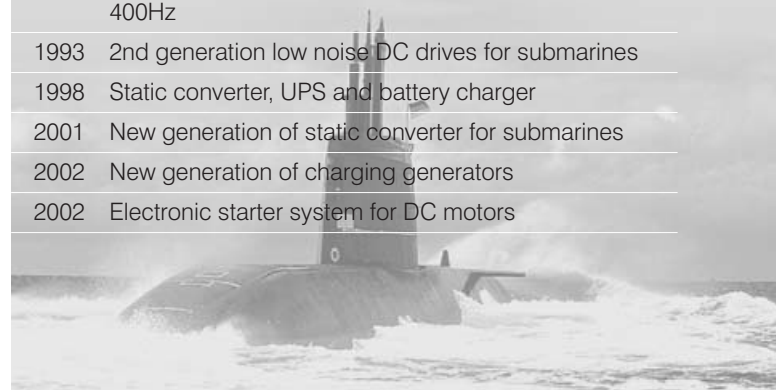 400Hz
1993 2nd generation low noise DC drives for submarines
1998 Static converter, UPS and battery charger
2001 New generation of static converter for submarines
2002 New generation of charging generators
2002 Electronic starter system for DC motors